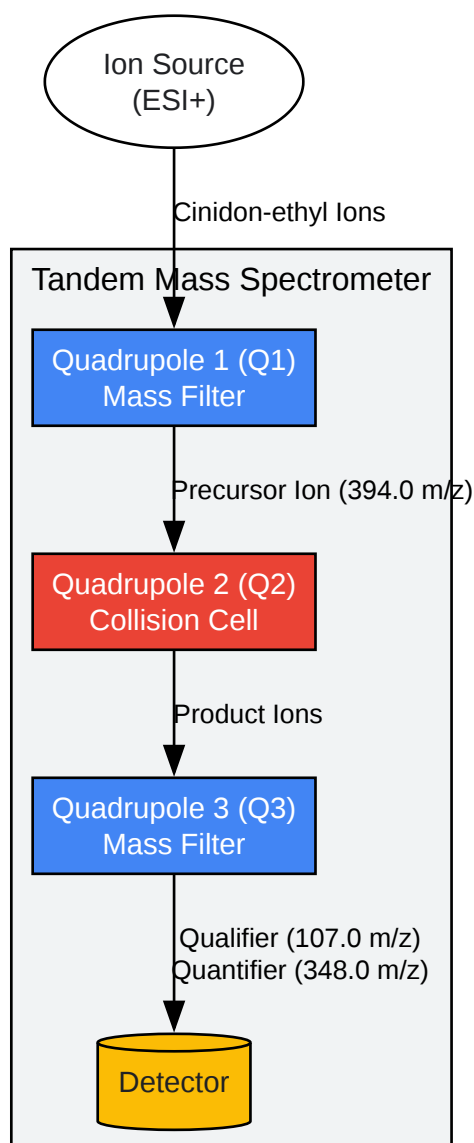 Ion Source
(ESI+)
Cinidon-ethyl Ions
Tandem Mass Spectrometer
Quadrupole 1 (Q1)
Mass Filter
Precursor Ion (394.0 m/z)
Quadrupole 2 (Q2)
Collision Cell
Product Ions
Quadrupole 3 (Q3)
Mass Filter
Qualifier (107.0 m/z)
Quantifier (348.0 m/z)
Detector